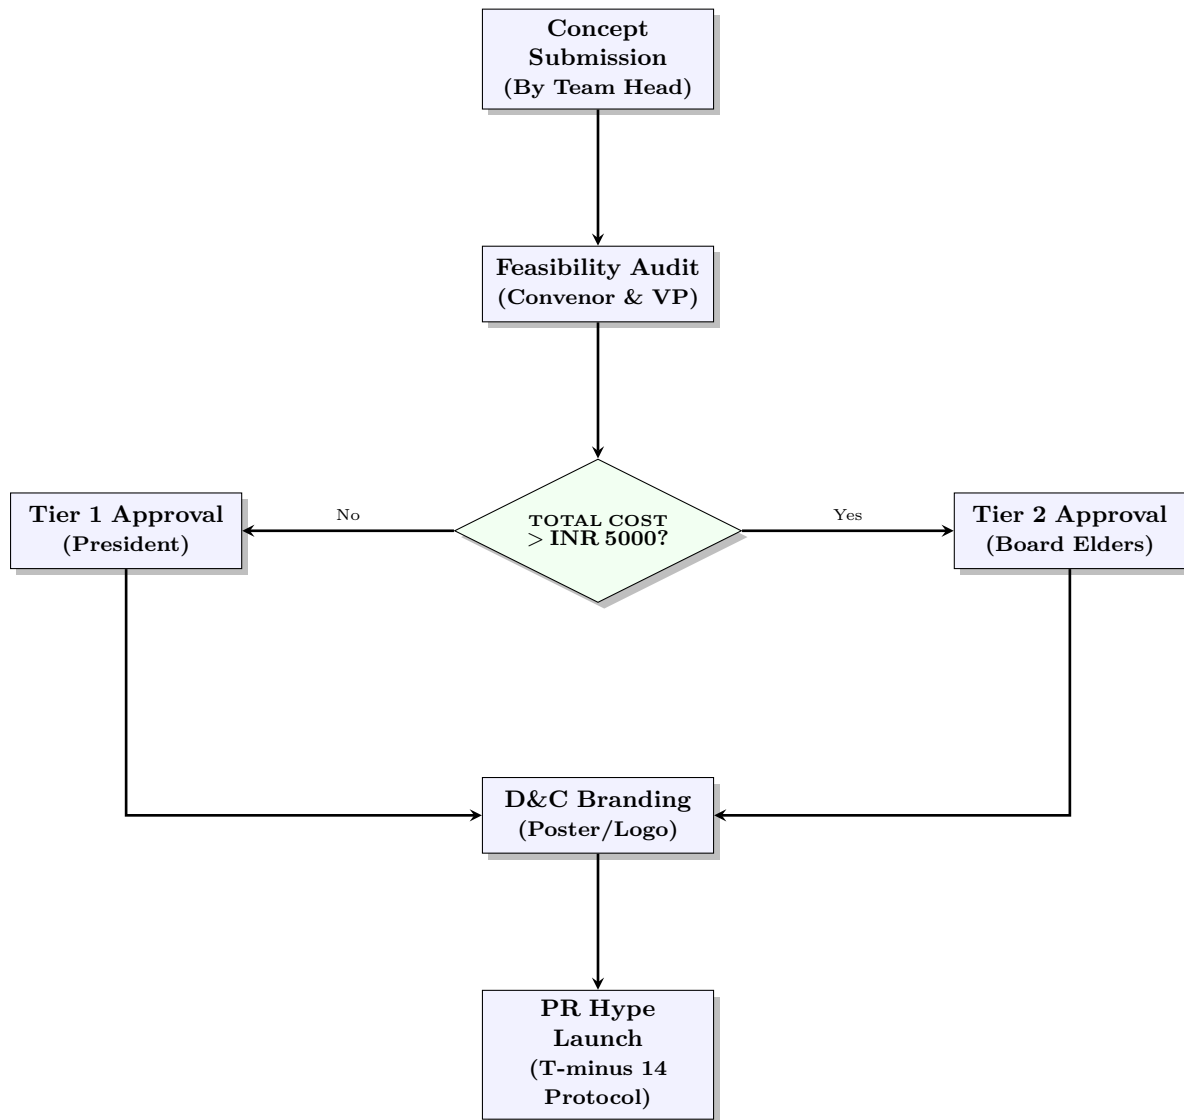 Concept
Submission
(By Team Head)
Feasibility Audit
(Convenor & VP)
Tier 1 Approval
(President)
No
TOTAL COST
> INR 5000?
Yes
Tier 2 Approval
(Board Elders)
D&C Branding
(Poster/Logo)
PR Hype
Launch
(T-minus 14
Protocol)